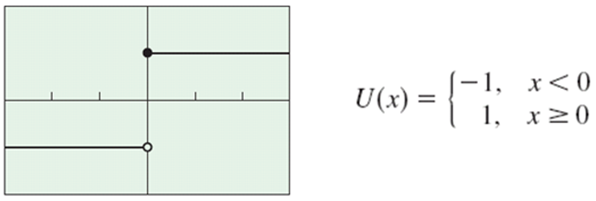 U(x) = { -1, x < 0
1, x ≥ 0